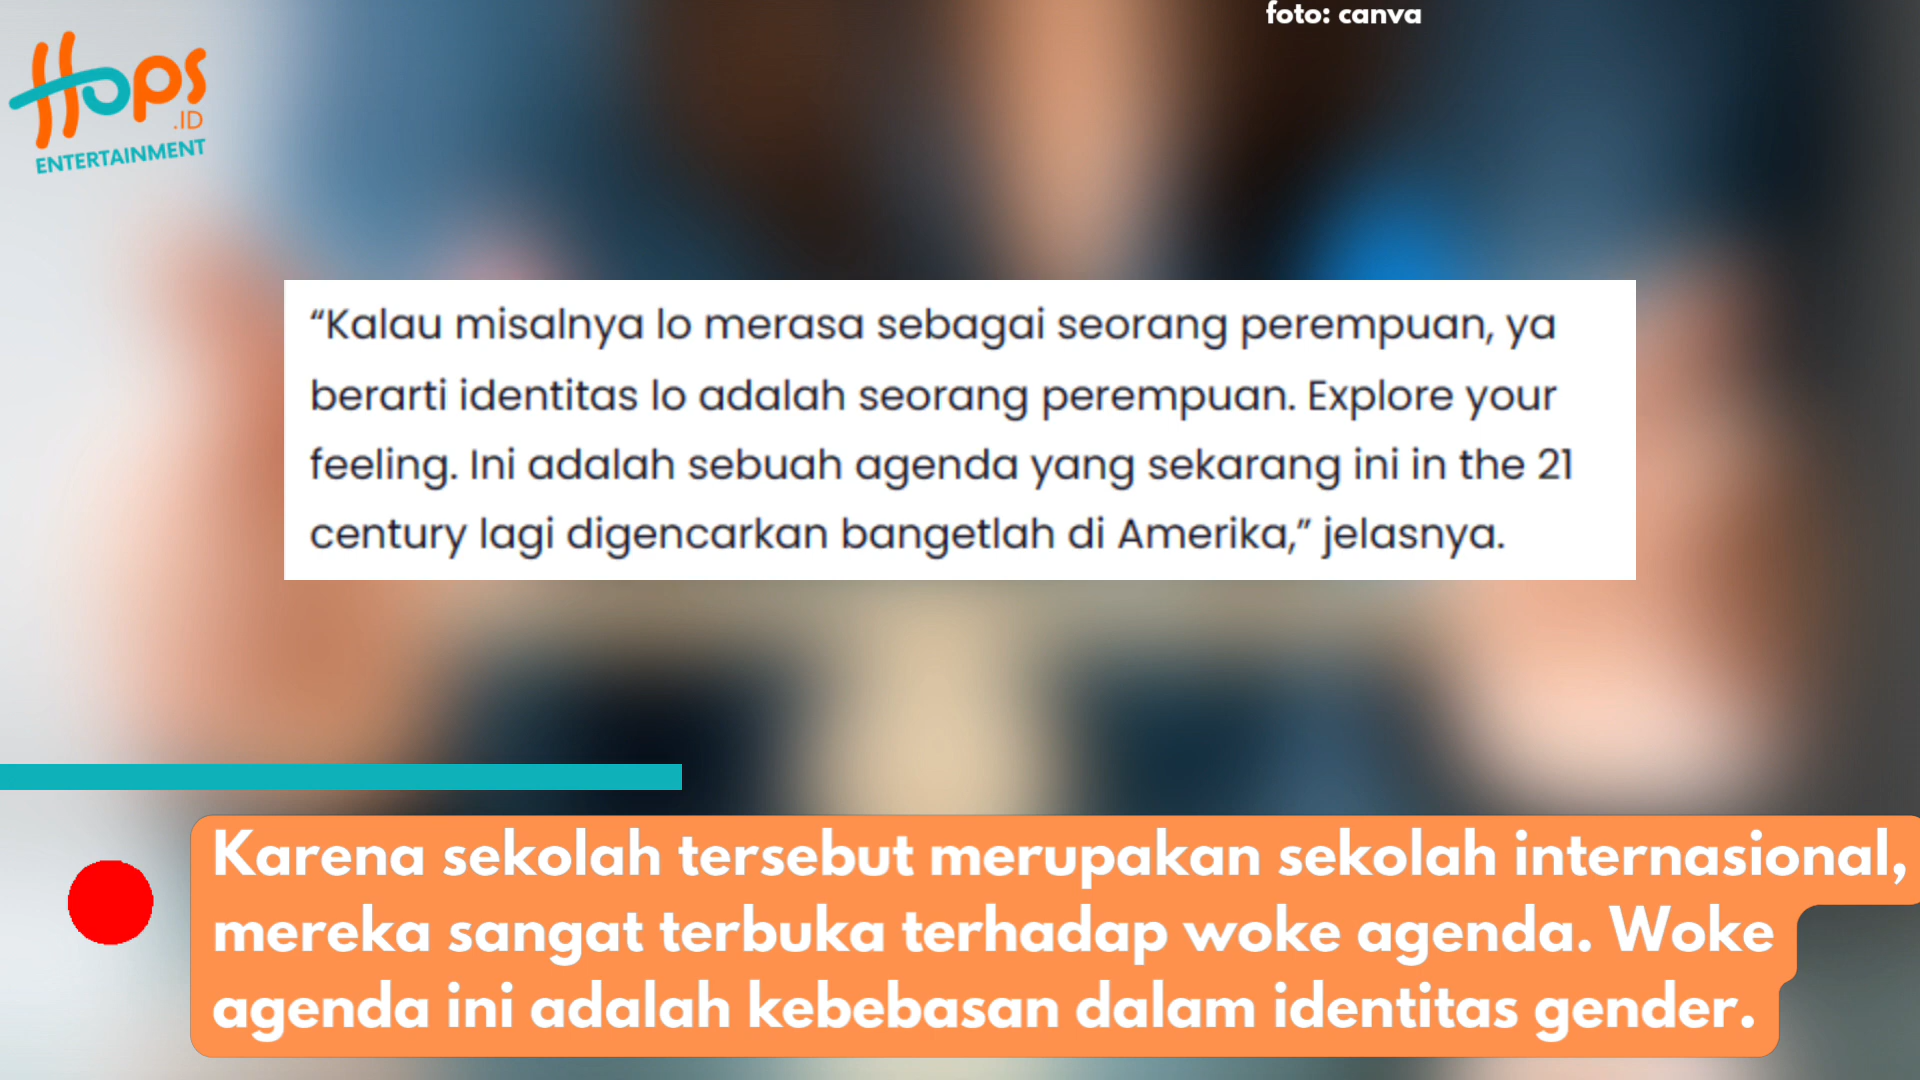 foto: canva
Hops
.ID
ENTERTAINMENT
“Kalau misalnya lo merasa sebagai seorang perempuan, ya
berarti identitas lo adalah seorang perempuan. Explore your
feeling. Ini adalah sebuah agenda yang sekarang ini in the 21
century lagi digencarkan bangetlah di Amerika,” jelasnya.
Karena sekolah tersebut merupakan sekolah internasional,
mereka sangat terbuka terhadap woke agenda. Woke
agenda ini adalah kebebasan dalam identitas gender.